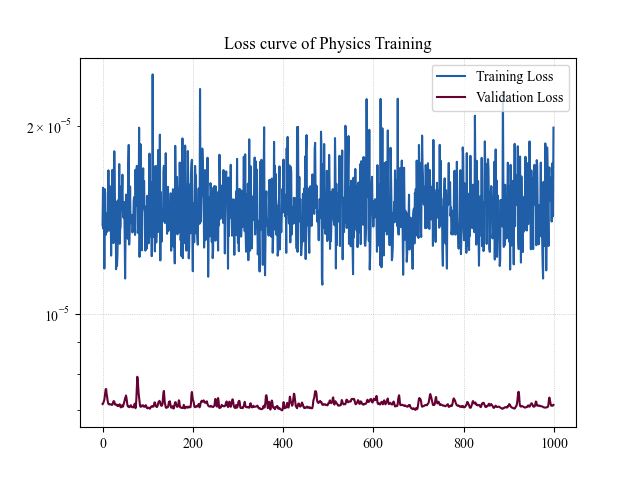 Loss curve of Physics Training
Training Loss
Validation Loss
2 × 10⁻⁵
10⁻⁵
0 200 400 600 800 1000